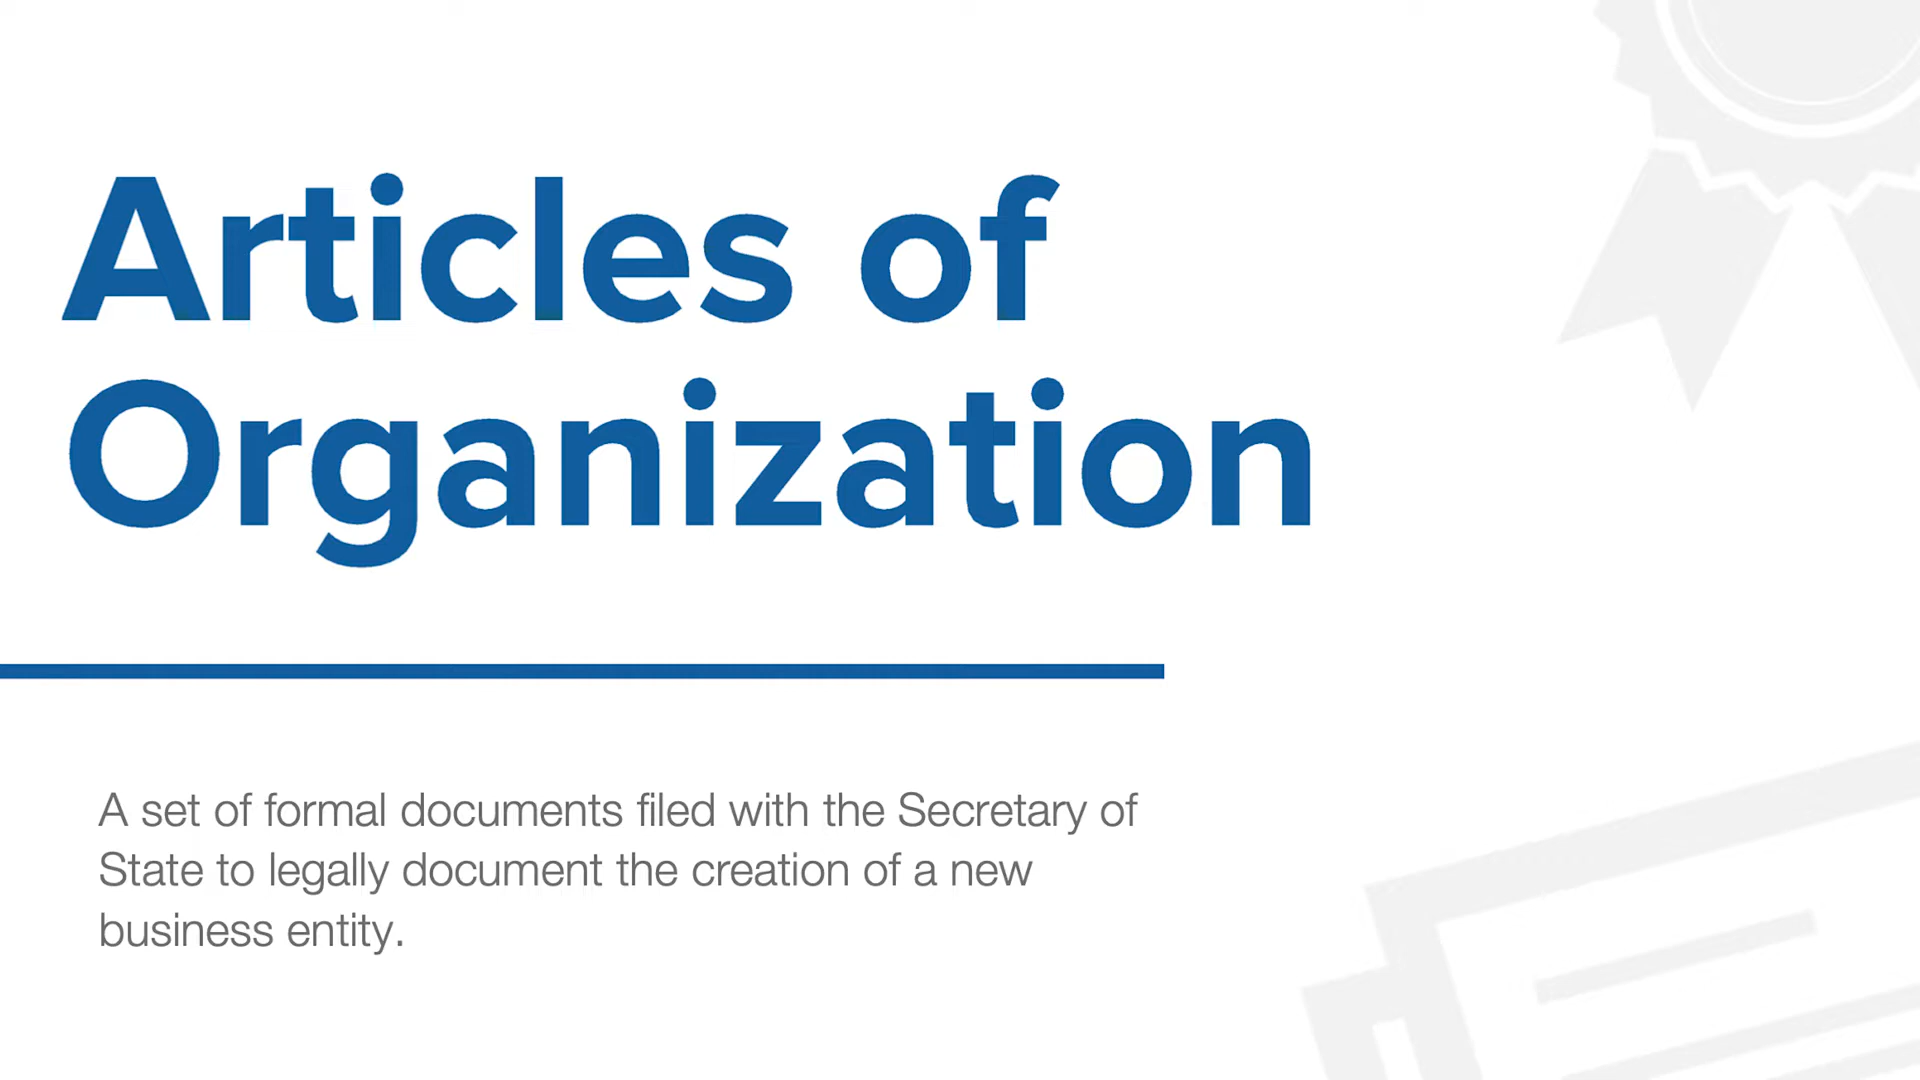 Articles of
Organization
A set of formal documents filed with the Secretary of
State to legally document the creation of a new
business entity.